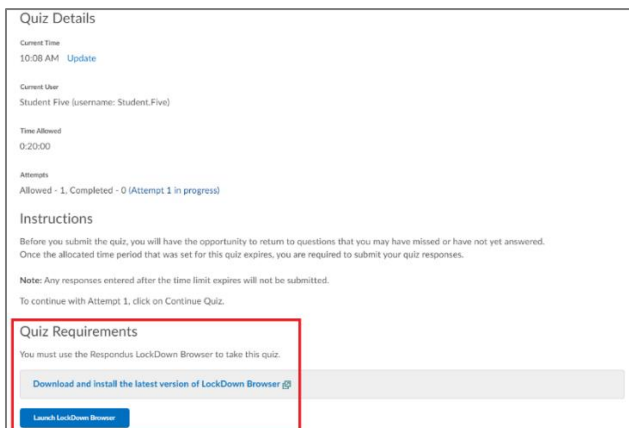 Quiz Details
Current Time
10:08 AM Update
Current User
Student Five (username: Student.Five)
Time Allowed
0:20:00
Attempts
Allowed - 1, Completed - 0 (Attempt 1 in progress)
Instructions
Before you submit the quiz, you will have the opportunity to return to questions that you may have missed or have not yet answered.
Once the allocated time period that was set for this quiz expires, you are required to submit your quiz responses.
Note: Any responses entered after the time limit expires will not be submitted.
To continue with Attempt 1, click on Continue Quiz.
Quiz Requirements
You must use the Respondus LockDown Browser to take this quiz.
Download and install the latest version of LockDown Browser
Launch LockDown Browser